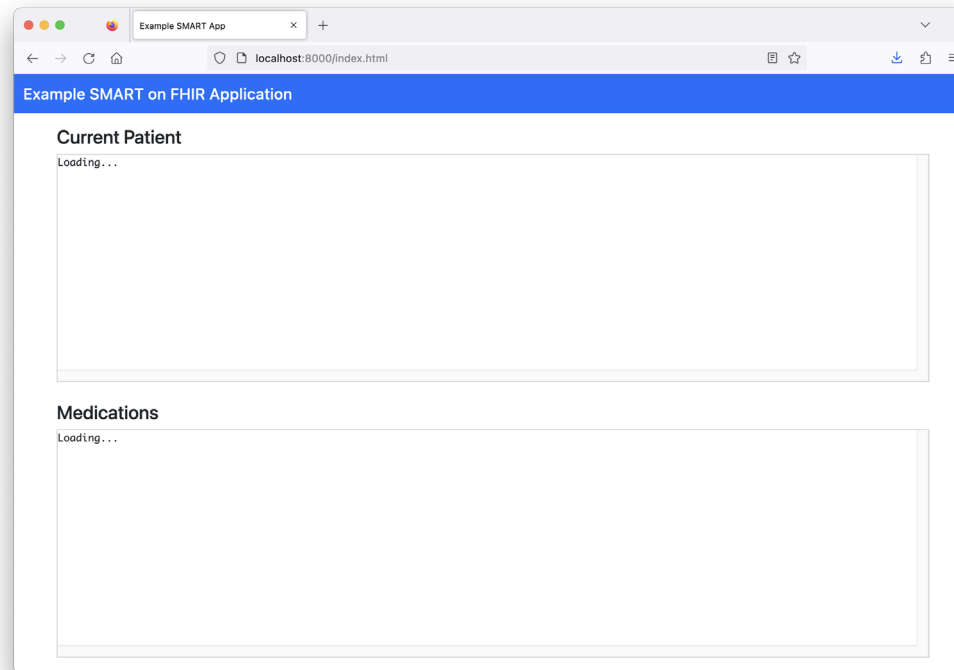 Example SMART App
localhost:8000/index.html
Example SMART on FHIR Application
Current Patient
Loading...
Medications
Loading...